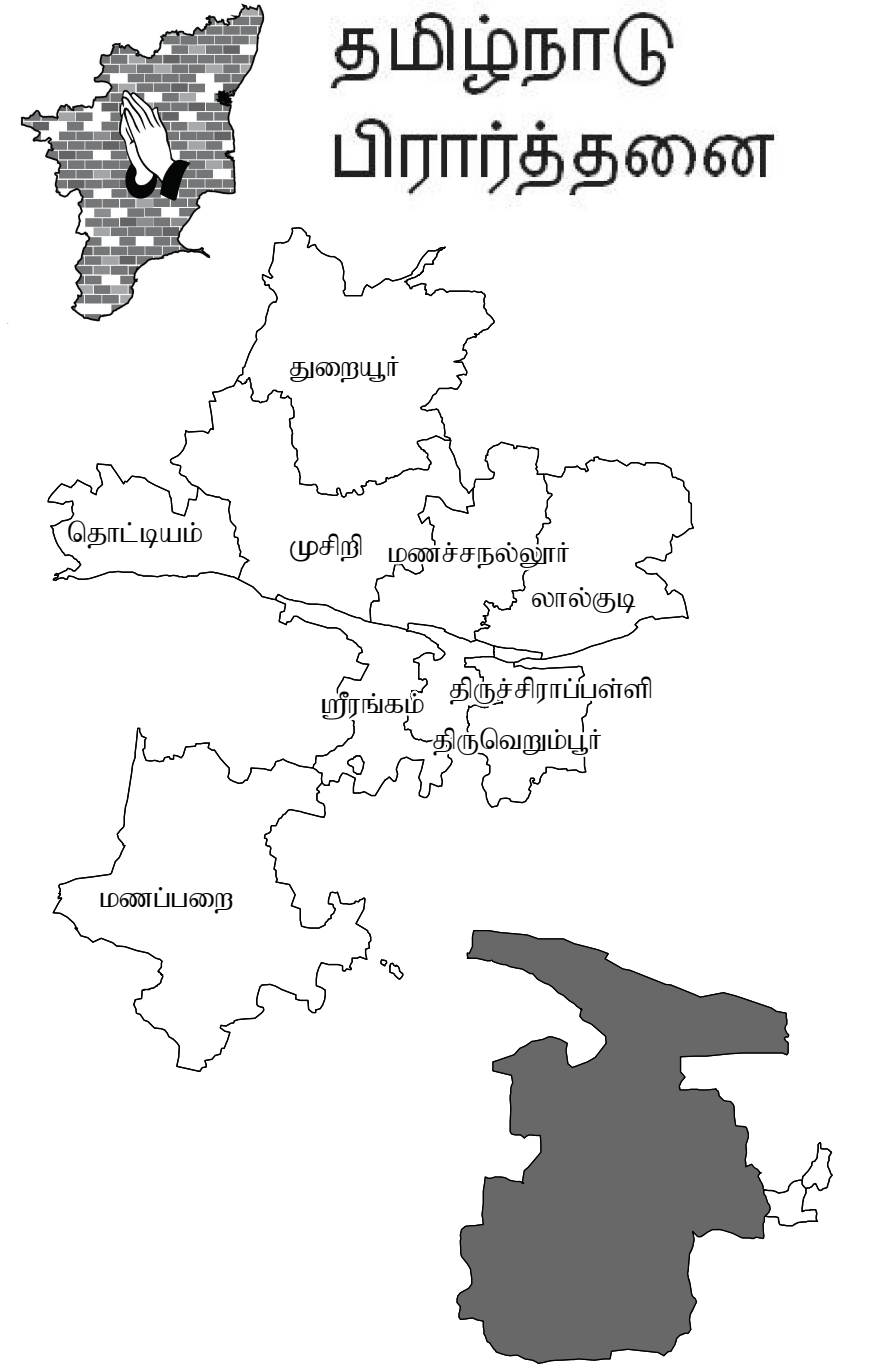 தமிழ்நாடு
பிரார்த்தனை
துறையூர்
தொட்டியம்
முசிறி
மணச்சநல்லூர்
லால்குடி
திருச்சிராப்பள்ளி
ஸ்ரீரங்கம்
திருவெறும்பூர்
மணப்பறை